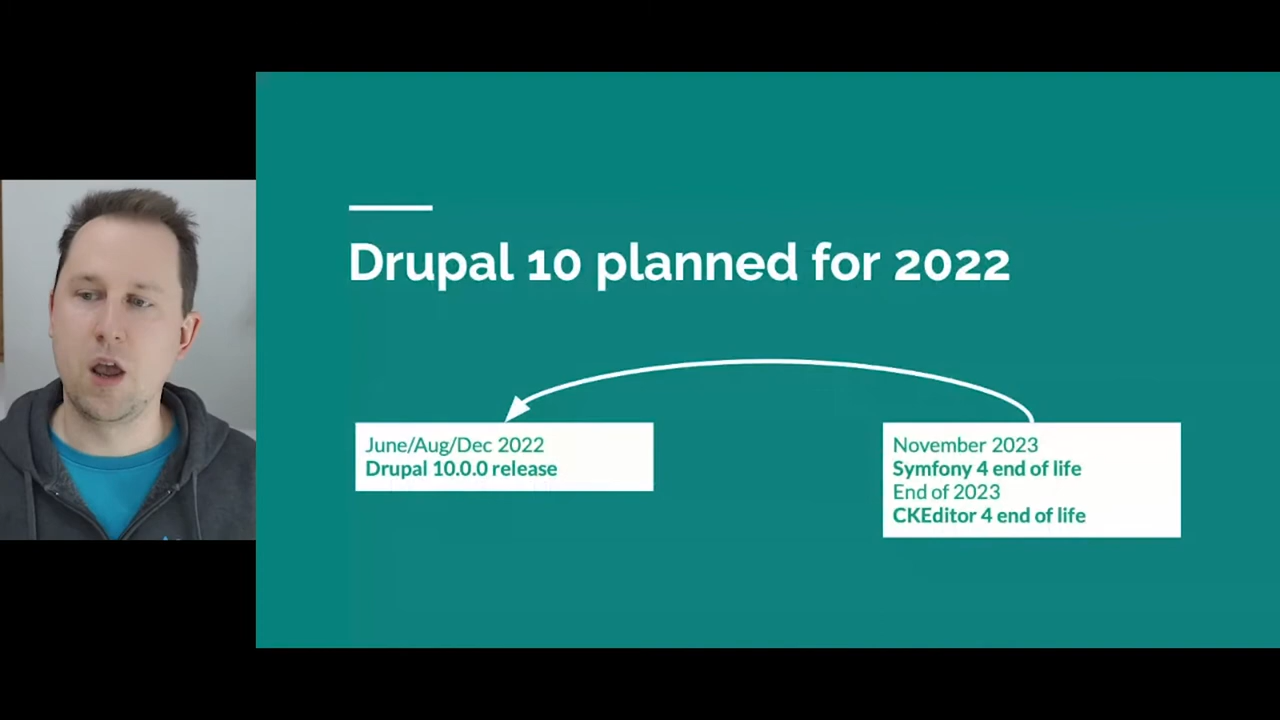 Drupal 10 planned for 2022
June/Aug/Dec 2022
Drupal 10.0.0 release
November 2023
Symfony 4 end of life
End of 2023
CKEditor 4 end of life